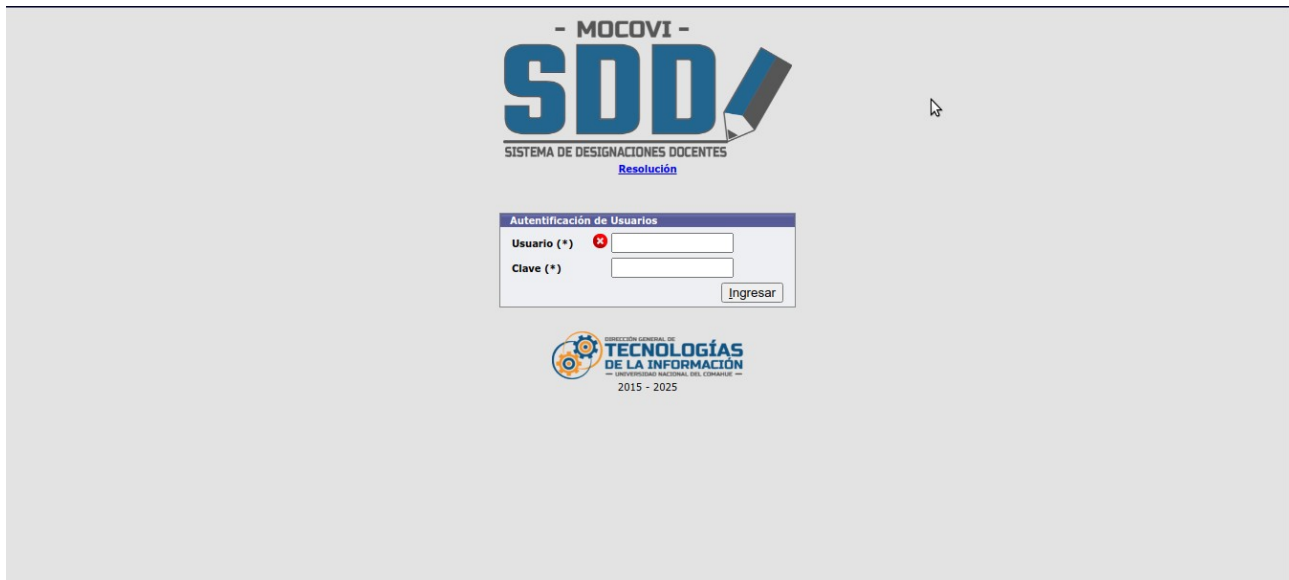 - MOCOVI -
SDD
SISTEMA DE DESIGNACIONES DOCENTES
Resolución
Autentificación de Usuarios
Usuario (*)
Clave (*)
Ingresar
DIRECCIÓN GENERAL DE
TECNOLOGÍAS
DE LA INFORMACIÓN
— UNIVERSIDAD NACIONAL DEL COMAHUE —
2015 - 2025